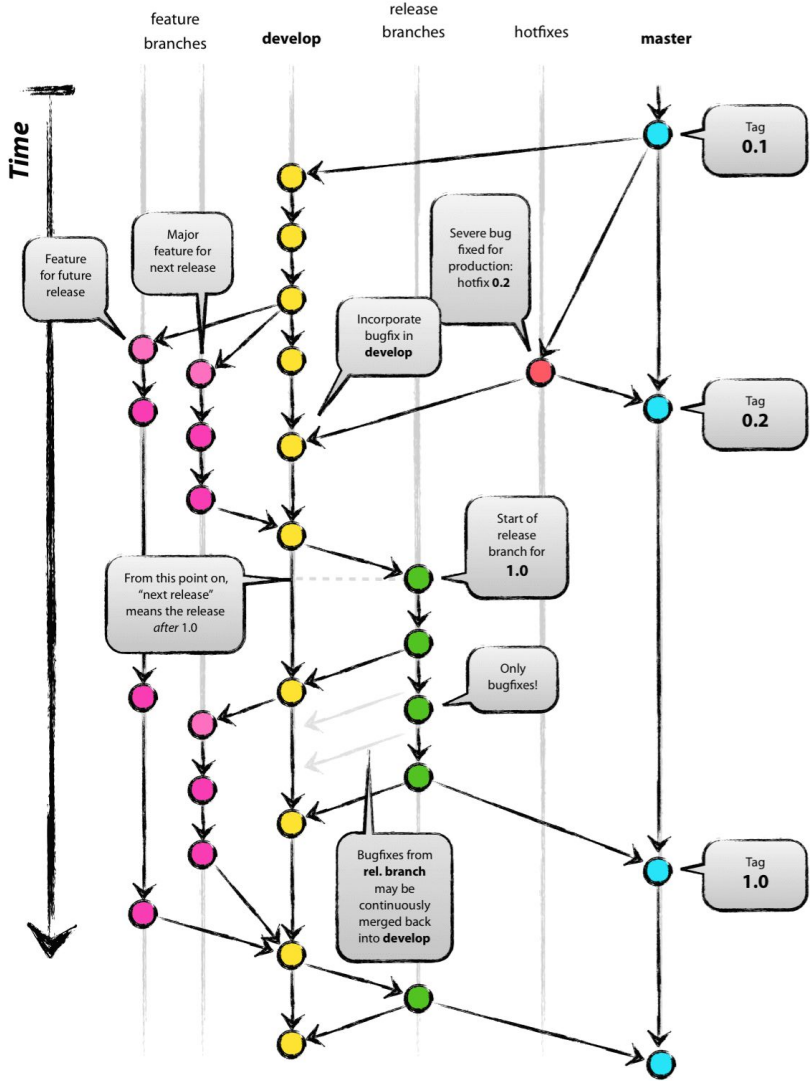 feature
branches
develop
release
branches
hotfixes
master
Time
Tag
0.1
Feature
for future
release
Major
feature for
next release
Severe bug
fixed for
production:
hotfix 0.2
Incorporate
bugfix in
develop
Tag
0.2
Start of
release
branch for
1.0
From this point on,
“next release”
means the release
after 1.0
Only
bugfixes!
Bugfixes from
rel. branch
may be
continuously
merged back
into develop
Tag
1.0